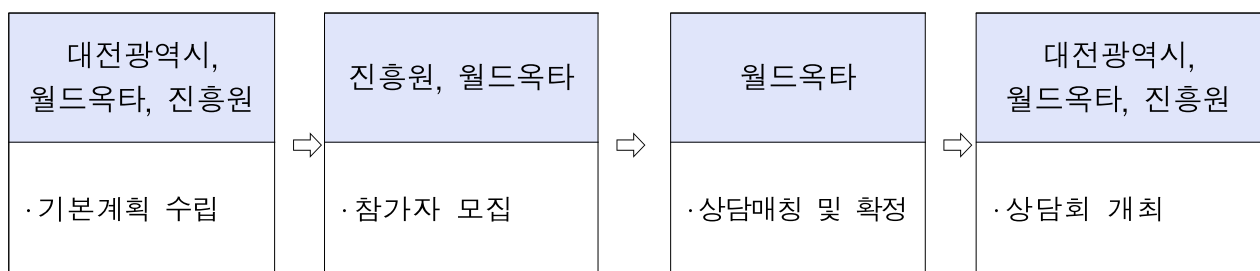 대전광역시,
월드옥타, 진흥원
· 기본계획 수립
⇨
진흥원, 월드옥타
· 참가자 모집
⇨
월드옥타
· 상담매칭 및 확정
⇨
대전광역시,
월드옥타, 진흥원
· 상담회 개최